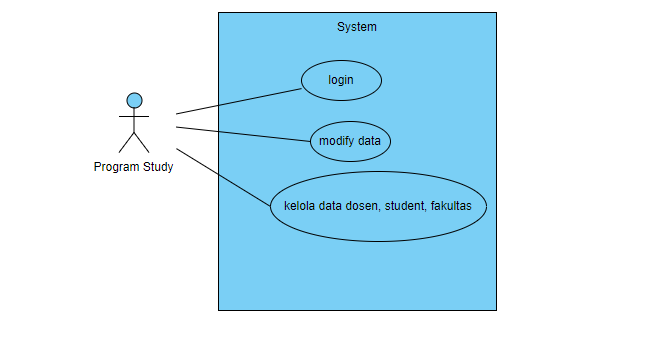 System
login
modify data
Program Study
kelola data dosen, student, fakultas